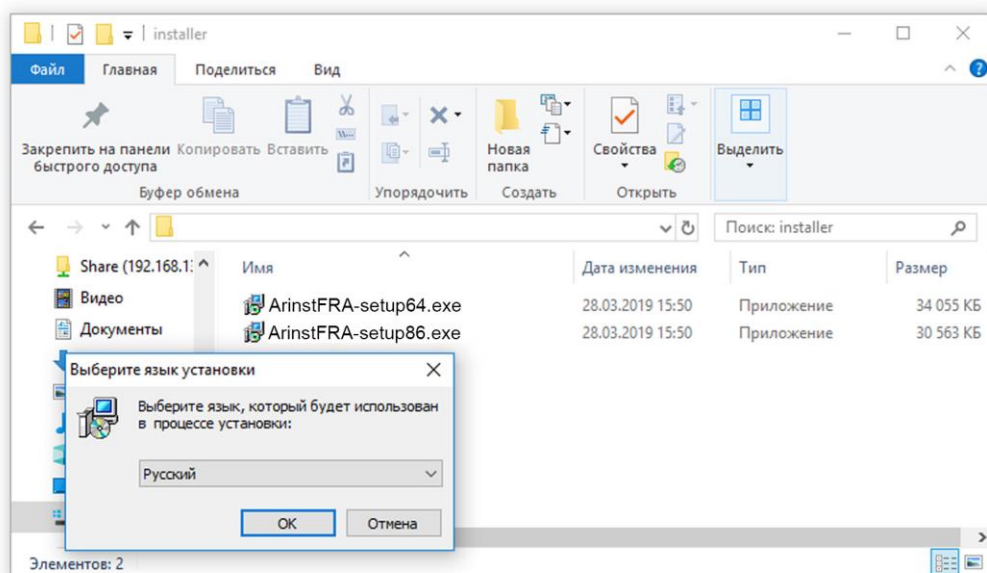 installer
Файл Главная Поделиться Вид
Закрепить на панели быстрого доступа
Копировать
Вставить
Буфер обмена
Упорядочить
Новая папка
Создать
Свойства
Открыть
Выделить
Поиск: installer
Имя Дата изменения Тип Размер
Share (192.168.1
Видео
Документы
ArinstFRA-setup64.exe 28.03.2019 15:50 Приложение 34 055 КБ
ArinstFRA-setup86.exe 28.03.2019 15:50 Приложение 30 563 КБ
Выберите язык установки
Выберите язык, который будет использован
в процессе установки:
Русский
OK Отмена
Элементов: 2